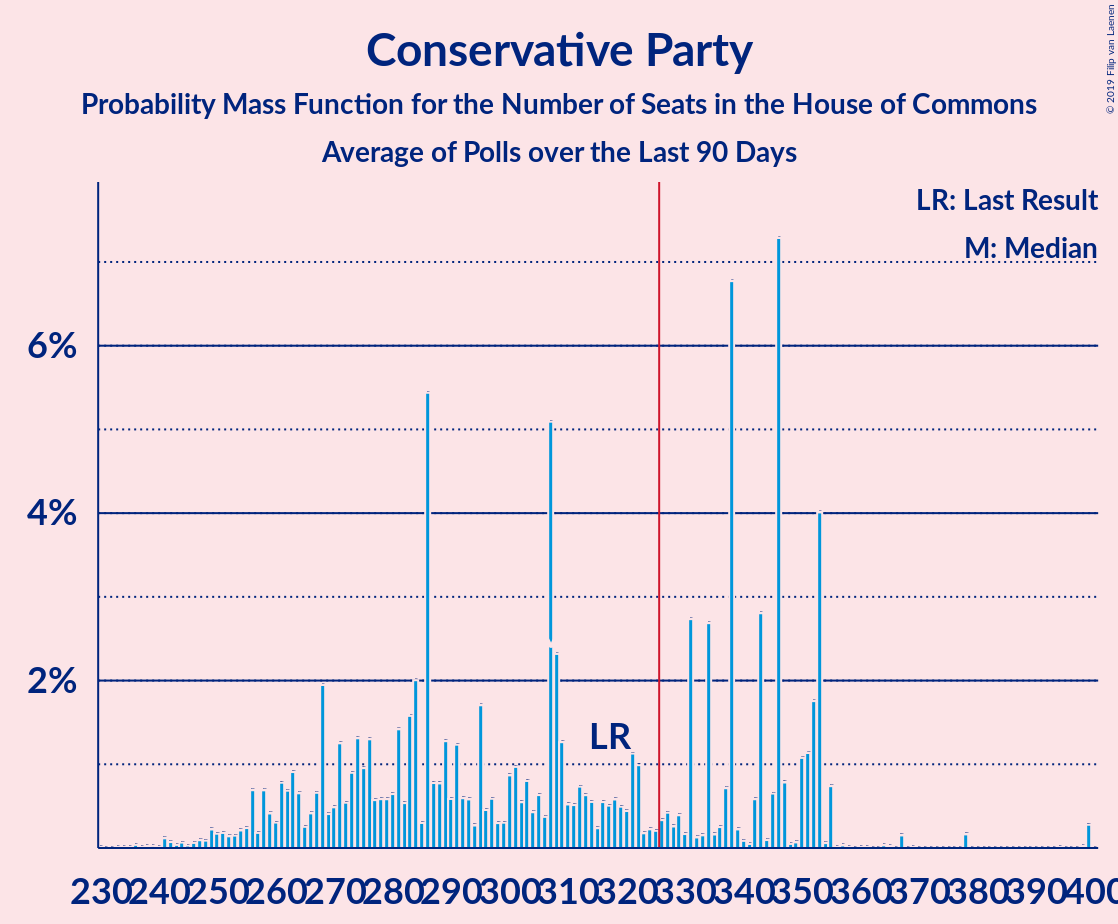 Conservative Party
Probability Mass Function for the Number of Seats in the House of Commons
Average of Polls over the Last 90 Days
© 2019 Filip van Laenen
LR: Last Result
M: Median
6%
4%
2%
LR
230 240 250 260 270 280 290 300 310 320 330 340 350 360 370 380 390 400